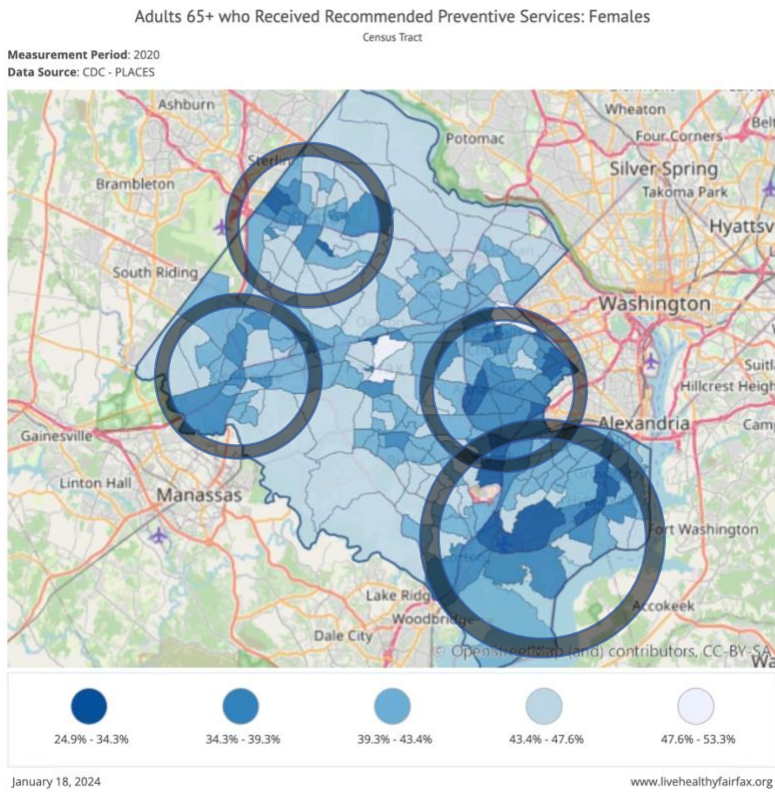 Adults 65+ who Received Recommended Preventive Services: Females
Census Tract
Measurement Period: 2020
Data Source: CDC - PLACES
Ashburn
Wheaton
Potomac
Four Corners
Sterlin
Silver Spring
Brambleton
Takoma Park
Hyattsv
South Riding
Washington
Suitl
Hillcrest Heigh
Alexandria
Cam
Gainesville
Linton Hall
Manassas
Fort Washington
Lake Ridg
Accokeek
Woodbridge
Dale City
© OpenStreetMap (and) contributors, CC-BY-SA
Wa
24.9% - 34.3%
34.3% - 39.3%
39.3% - 43.4%
43.4% - 47.6%
47.6% - 53.3%
January 18, 2024
www.livehealthyfairfax.org